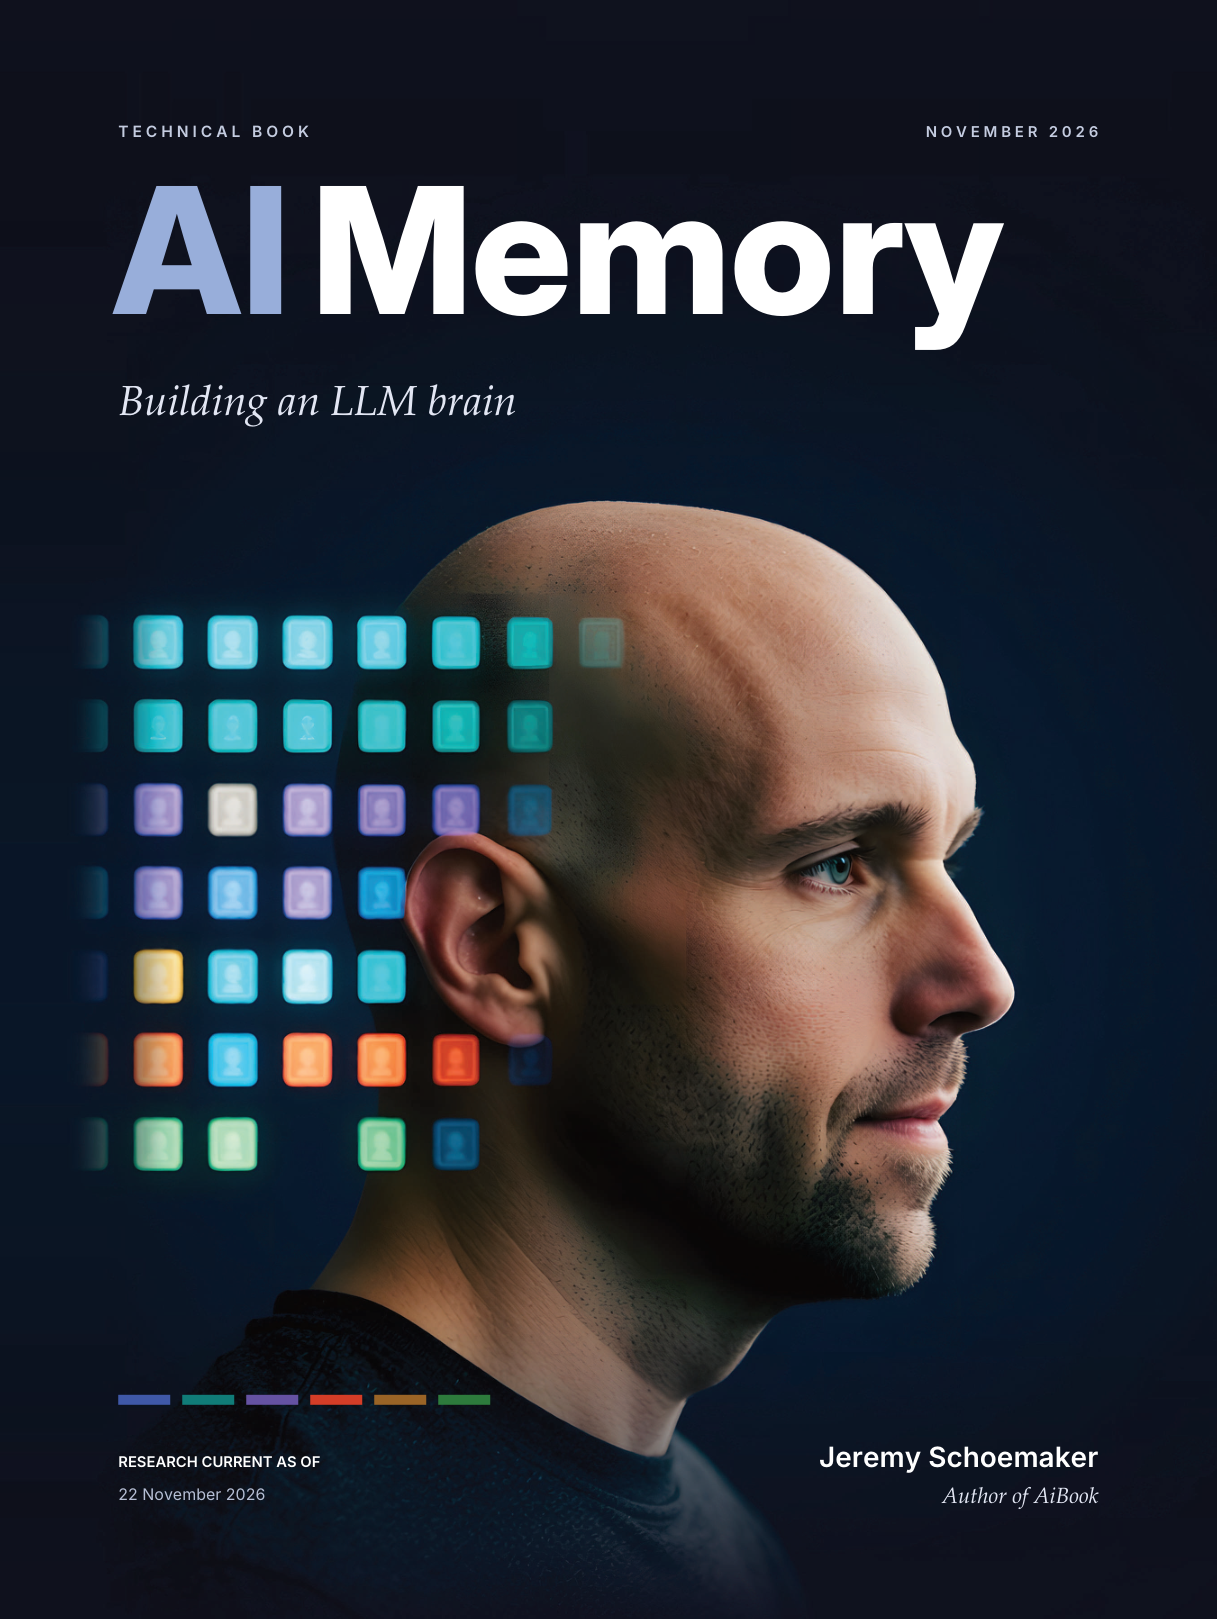 TECHNICAL BOOK
NOVEMBER 2026
AI Memory
Building an LLM brain
RESEARCH CURRENT AS OF
22 November 2026
Jeremy Schoemaker
Author of AiBook